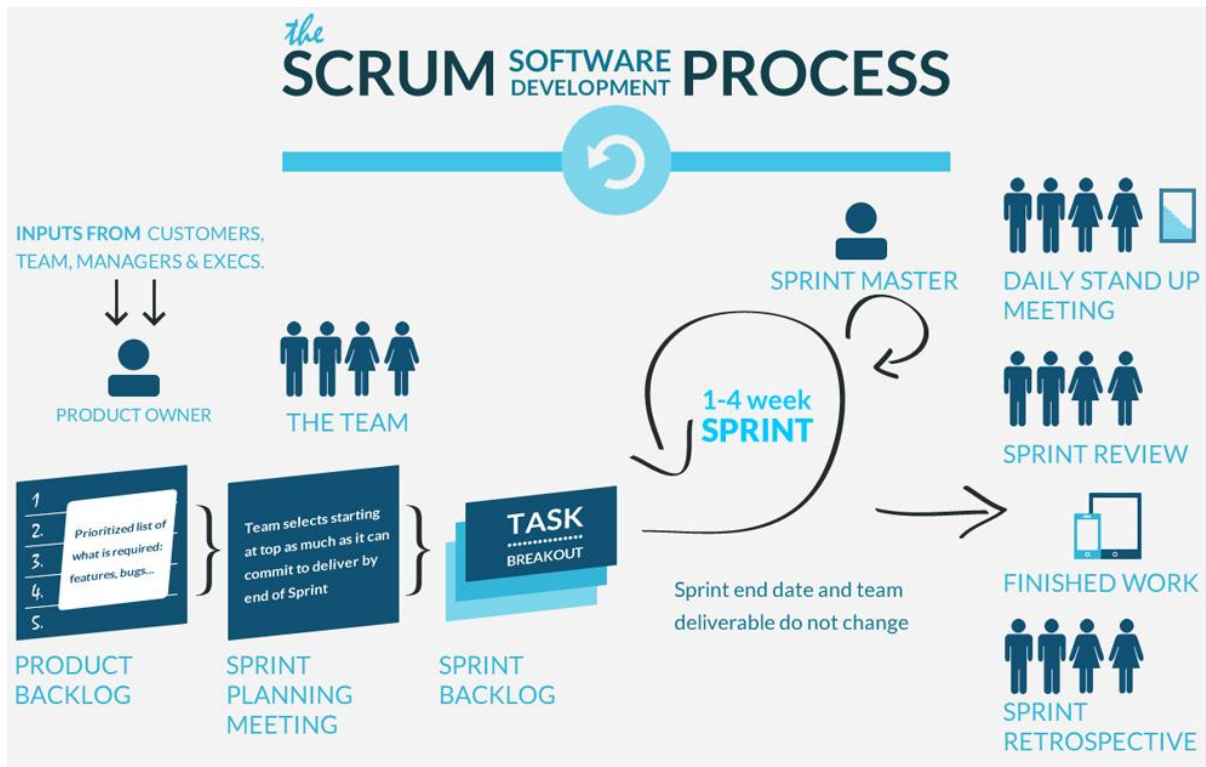 the
SCRUM SOFTWARE DEVELOPMENT PROCESS
INPUTS FROM CUSTOMERS,
TEAM, MANAGERS & EXECS.
PRODUCT OWNER
THE TEAM
1
2.
3.
4.
5.
Prioritized list of
what is required:
features, bugs...
PRODUCT
BACKLOG
Team selects starting
at top as much as it can
commit to deliver by
end of Sprint
SPRINT
PLANNING
MEETING
TASK
BREAKOUT
SPRINT
BACKLOG
1-4 week
SPRINT
Sprint end date and team
deliverable do not change
SPRINT MASTER
DAILY STAND UP
MEETING
SPRINT REVIEW
FINISHED WORK
SPRINT
RETROSPECTIVE